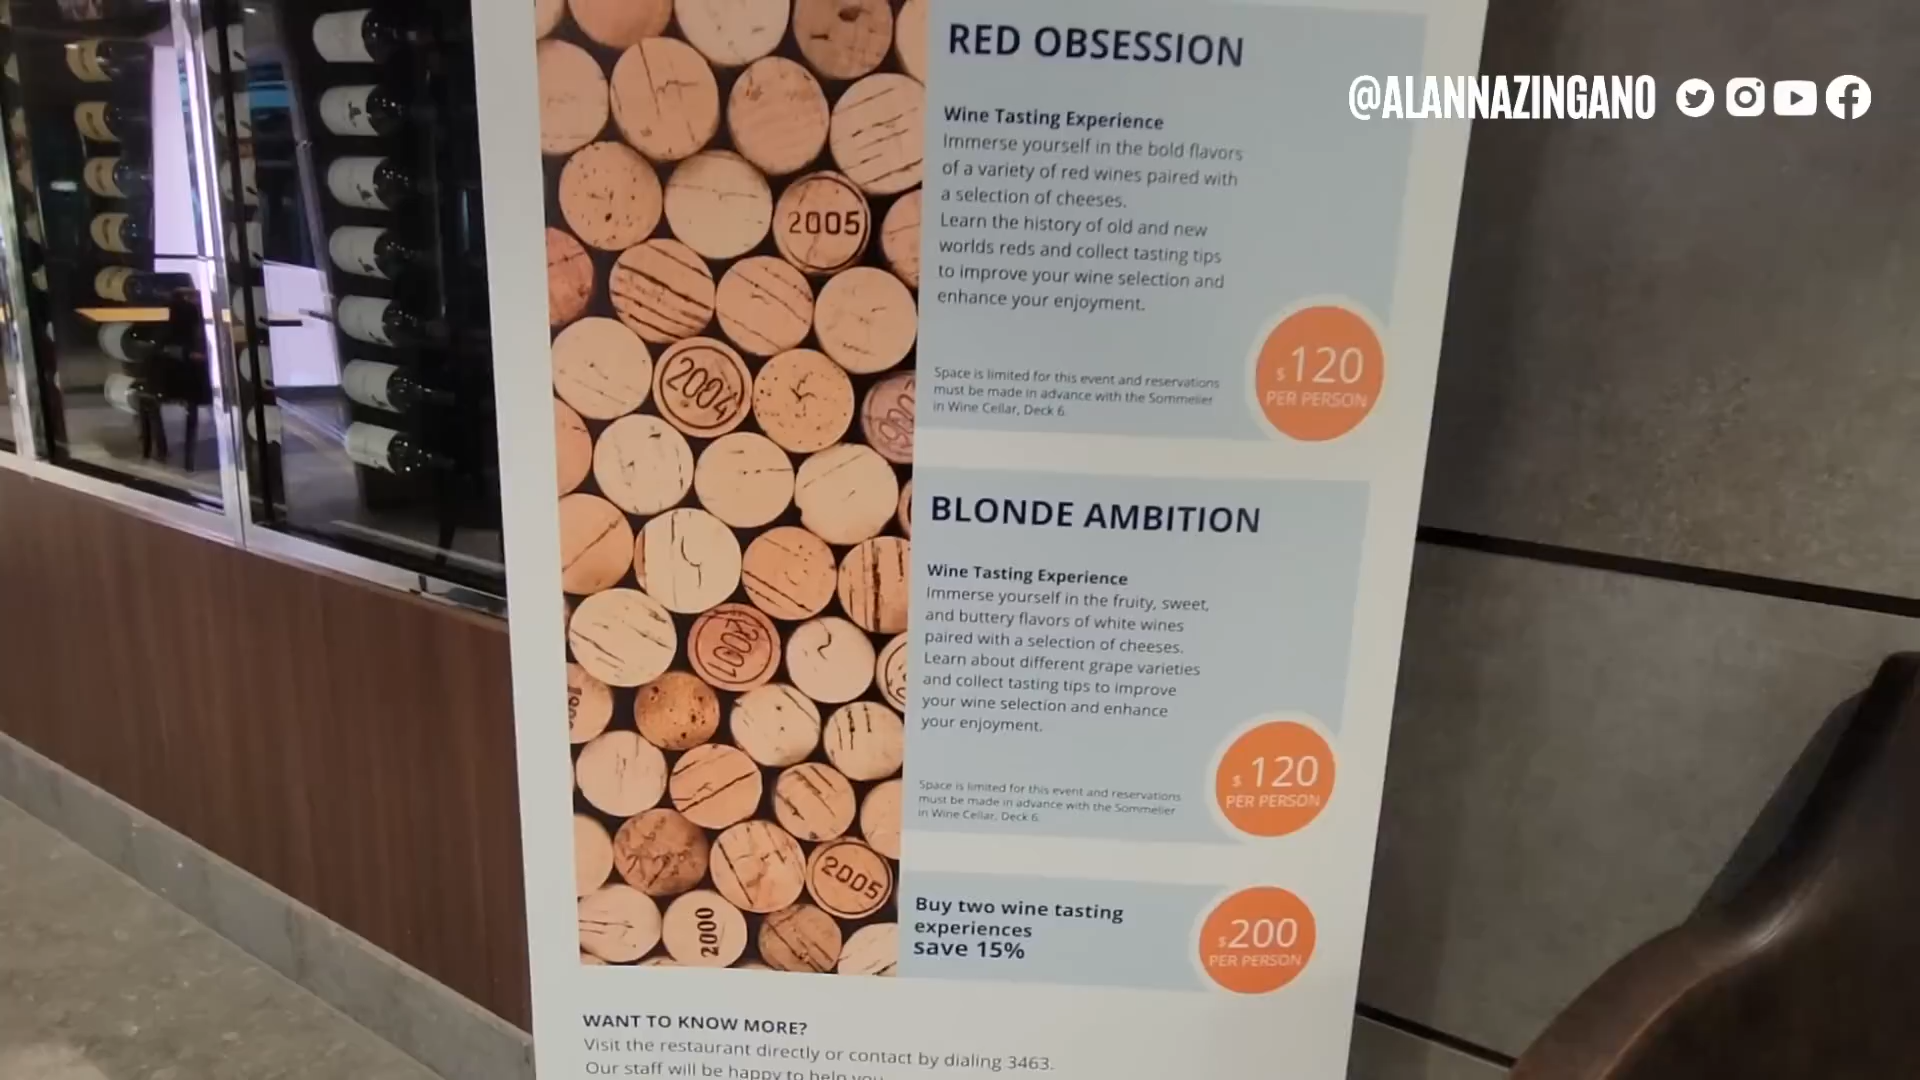 RED OBSESSION
@ALANNAZINGANO
Wine Tasting Experience
Immerse yourself in the bold flavors
of a variety of red wines paired with
a selection of cheeses.
Learn the history of old and new
worlds reds and collect tasting tips
to improve your wine selection and
enhance your enjoyment.
Space is limited for this event and reservations
must be made in advance with the Sommelier
in Wine Cellar, Deck 6.
$120
PER PERSON
BLONDE AMBITION
Wine Tasting Experience
Immerse yourself in the fruity, sweet,
and buttery flavors of white wines
paired with a selection of cheeses.
Learn about different grape varieties
and collect tasting tips to improve
your wine selection and enhance
your enjoyment.
Space is limited for this event and reservations
must be made in advance with the Sommelier
in Wine Cellar, Deck 6.
$120
PER PERSON
Buy two wine tasting
experiences
save 15%
$200
PER PERSON
WANT TO KNOW MORE?
Visit the restaurant directly or contact by dialing 3463.
Our staff will be happy to help you
2005
2004
2001
2005
2000